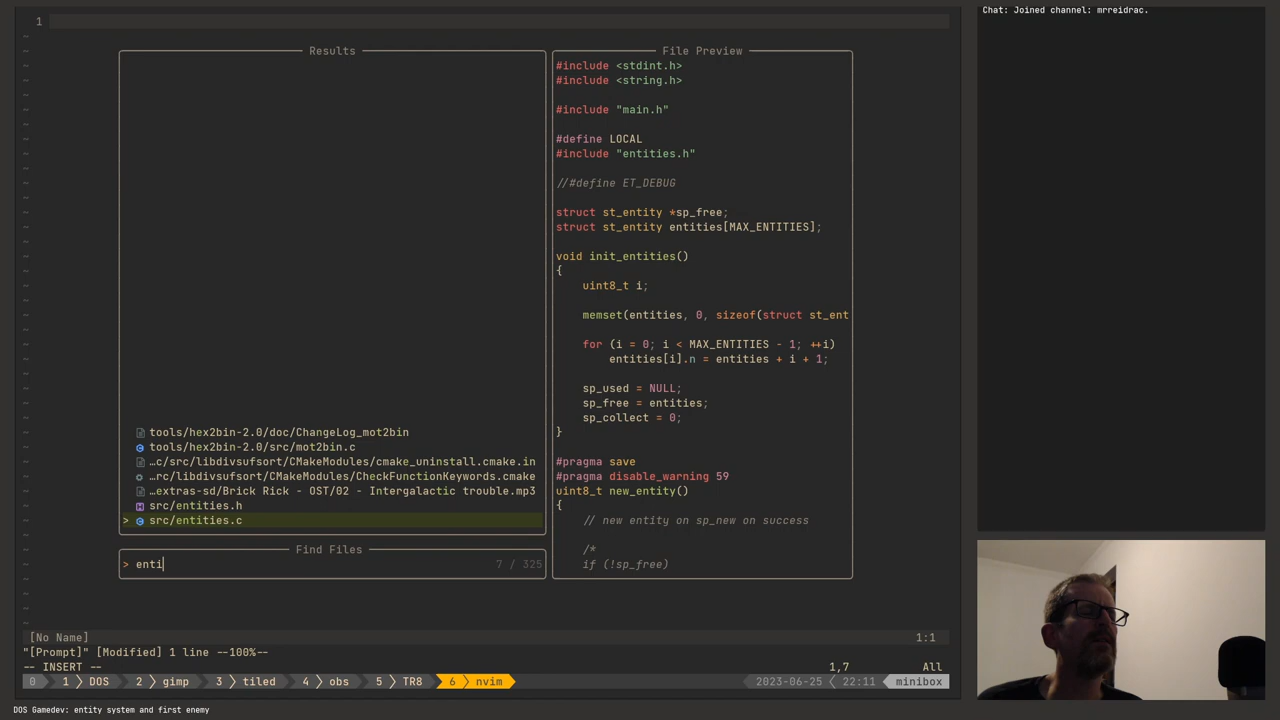 Chat: Joined channel: mrreidrac.
1
Results
tools/hex2bin-2.0/doc/ChangeLog_mot2bin
tools/hex2bin-2.0/src/mot2bin.c
…c/src/libdivsufsort/CMakeModules/cmake_uninstall.cmake.in
…rc/libdivsufsort/CMakeModules/CheckFunctionKeywords.cmake
…extras-sd/Brick Rick - OST/02 - Intergalactic trouble.mp3
src/entities.h
> src/entities.c
Find Files
> enti 7 / 325
File Preview
#include <stdint.h>
#include <string.h>
#include "main.h"
#define LOCAL
#include "entities.h"
//#define ET_DEBUG
struct st_entity *sp_free;
struct st_entity entities[MAX_ENTITIES];
void init_entities()
{
uint8_t i;
memset(entities, 0, sizeof(struct st_ent
for (i = 0; i < MAX_ENTITIES - 1; ++i)
entities[i].n = entities + i + 1;
sp_used = NULL;
sp_free = entities;
sp_collect = 0;
}
#pragma save
#pragma disable_warning 59
uint8_t new_entity()
{
// new entity on sp_new on success
/*
if (!sp_free)
[No Name] 1:1
"[Prompt]" [Modified] 1 line --100%--
-- INSERT -- 1,7 All
0 1 DOS 2 gimp 3 tiled 4 obs 5 TR8 6 nvim 2023-06-25 22:11 minibox
DOS Gamedev: entity system and first enemy